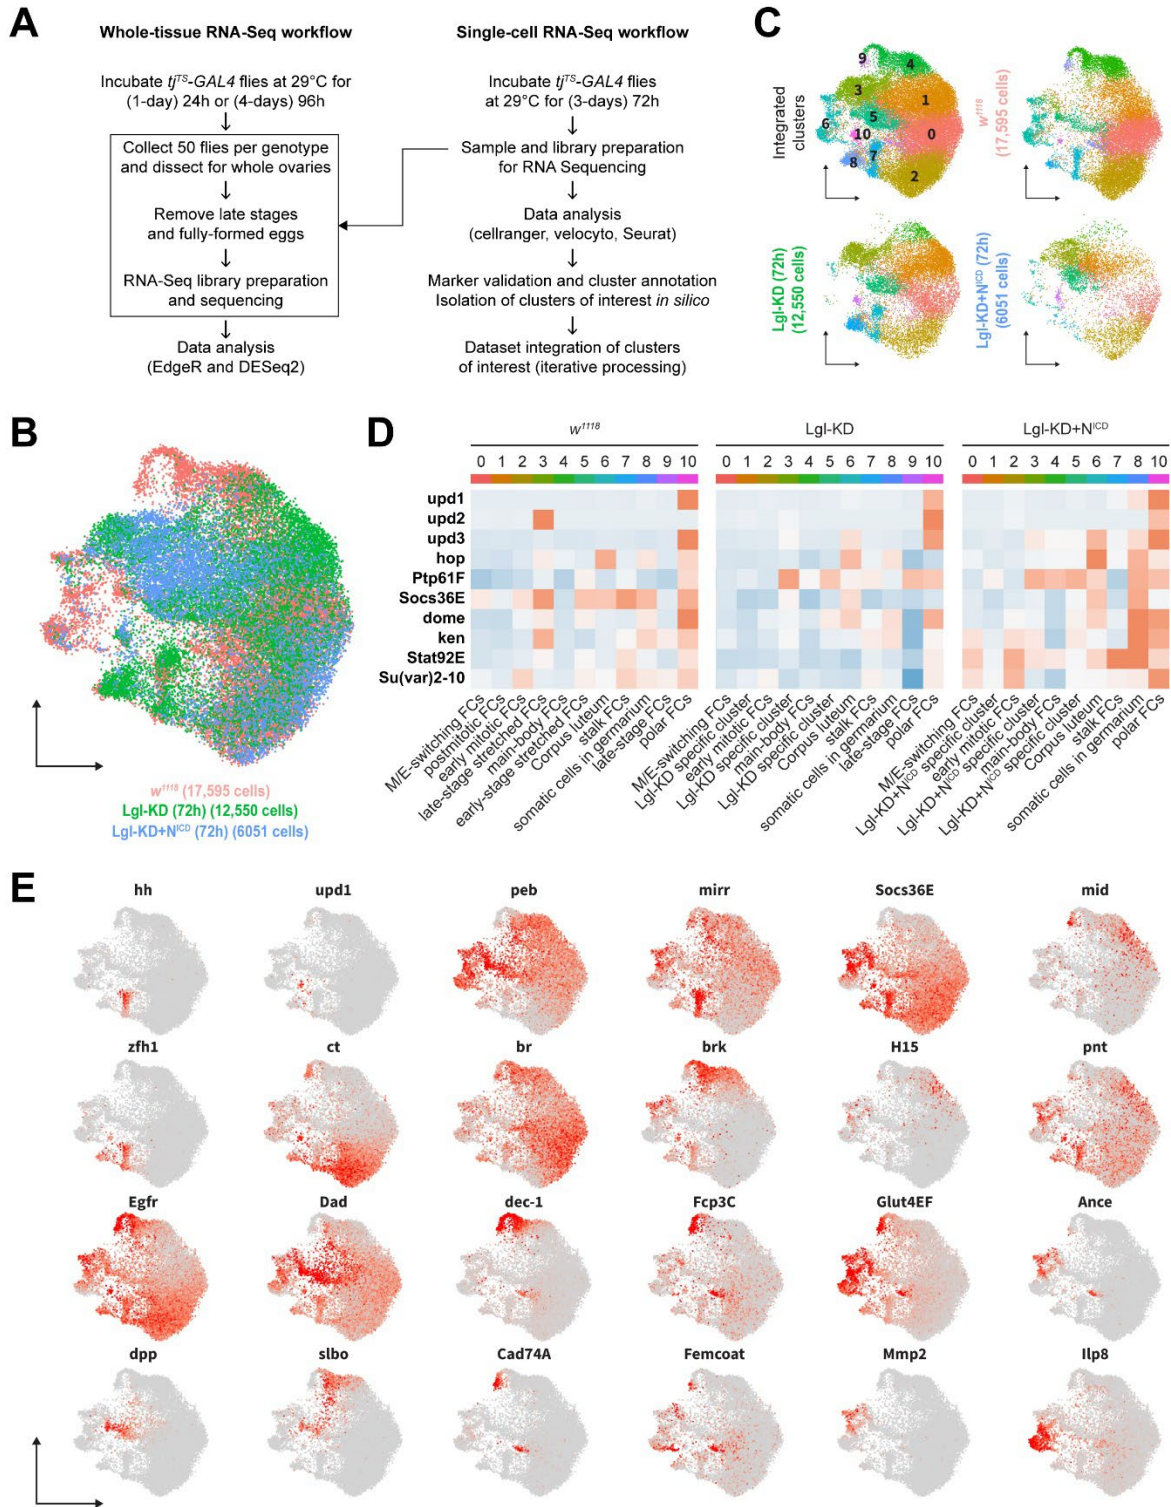 A
Whole-tissue RNA-Seq workflow
Incubate tjTS-GAL4 flies at 29°C for
(1-day) 24h or (4-days) 96h
Collect 50 flies per genotype
and dissect for whole ovaries
Remove late stages
and fully-formed eggs
RNA-Seq library preparation
and sequencing
Data analysis
(EdgeR and DESeq2)
Single-cell RNA-Seq workflow
Incubate tjTS-GAL4 flies
at 29°C for (3-days) 72h
Sample and library preparation
for RNA Sequencing
Data analysis
(cellranger, velocyto, Seurat)
Marker validation and cluster annotation
Isolation of clusters of interest in silico
Dataset integration of clusters
of interest (iterative processing)
C
Integrated
clusters
9
4
3
1
5
6
10
0
7
8
2
w1118
(17,595 cells)
Lgl-KD (72h)
(12,550 cells)
Lgl-KD+NICD (72h)
(6051 cells)
B
w1118 (17,595 cells)
Lgl-KD (72h) (12,550 cells)
Lgl-KD+NICD (72h) (6051 cells)
D
w1118
Lgl-KD
Lgl-KD+NICD
0 1 2 3 4 5 6 7 8 9 10
0 1 2 3 4 5 6 7 8 9 10
0 1 2 3 4 5 6 7 8 9 10
upd1
upd2
upd3
hop
Ptp61F
Socs36E
dome
ken
Stat92E
Su(var)2-10
M/E-switching FCs
postmitotic FCs
early mitotic FCs
late-stage stretched FCs
main-body FCs
early-stage stretched FCs
Corpus luteum
stalk FCs
somatic cells in germarium
late-stage FCs
polar FCs
M/E-switching FCs
Lgl-KD specific cluster
early mitotic FCs
Lgl-KD specific cluster
main-body FCs
Lgl-KD specific cluster
Corpus luteum
stalk FCs
somatic cells in germarium
late-stage FCs
polar FCs
M/E-switching FCs
Lgl-KD+NICD specific cluster
early mitotic FCs
Lgl-KD+NICD specific cluster
main-body FCs
Lgl-KD+NICD specific cluster
Corpus luteum
stalk FCs
somatic cells in germarium
polar FCs
E
hh
upd1
peb
mirr
Socs36E
mid
zfh1
ct
br
brk
H15
pnt
Egfr
Dad
dec-1
Fcp3C
Glut4EF
Ance
dpp
slbo
Cad74A
Femcoat
Mmp2
Ilp8